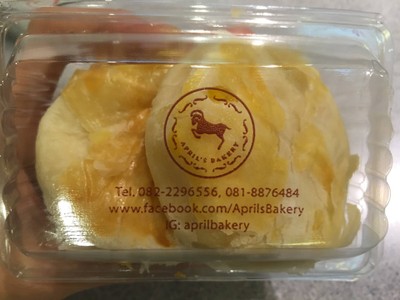 APRIL'S BAKERY
Tel. 082-2296556, 081-8876484
www.facebook.com/AprilsBakery
IG: aprilbakery